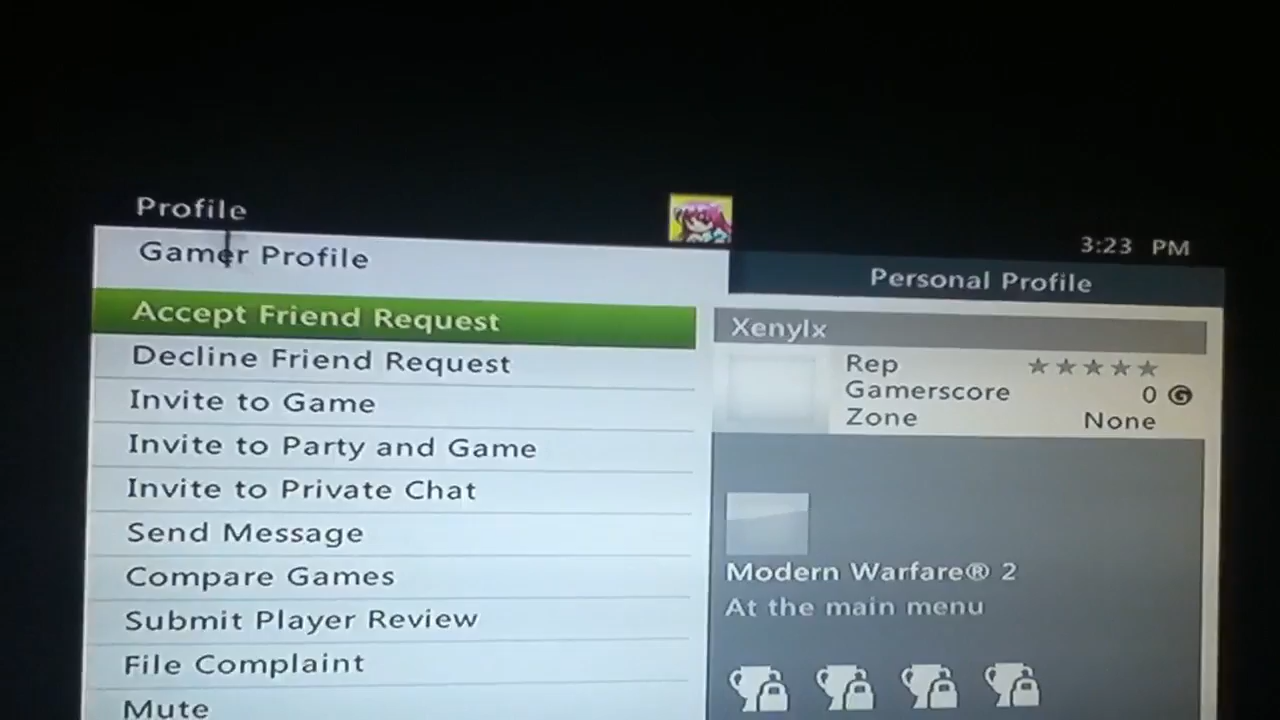 Profile
3:23 PM
Gamer Profile
Personal Profile
Accept Friend Request
Decline Friend Request
Invite to Game
Invite to Party and Game
Invite to Private Chat
Send Message
Compare Games
Submit Player Review
File Complaint
Mute
Xenylx
Rep
Gamerscore 0 G
Zone None
Modern Warfare® 2
At the main menu